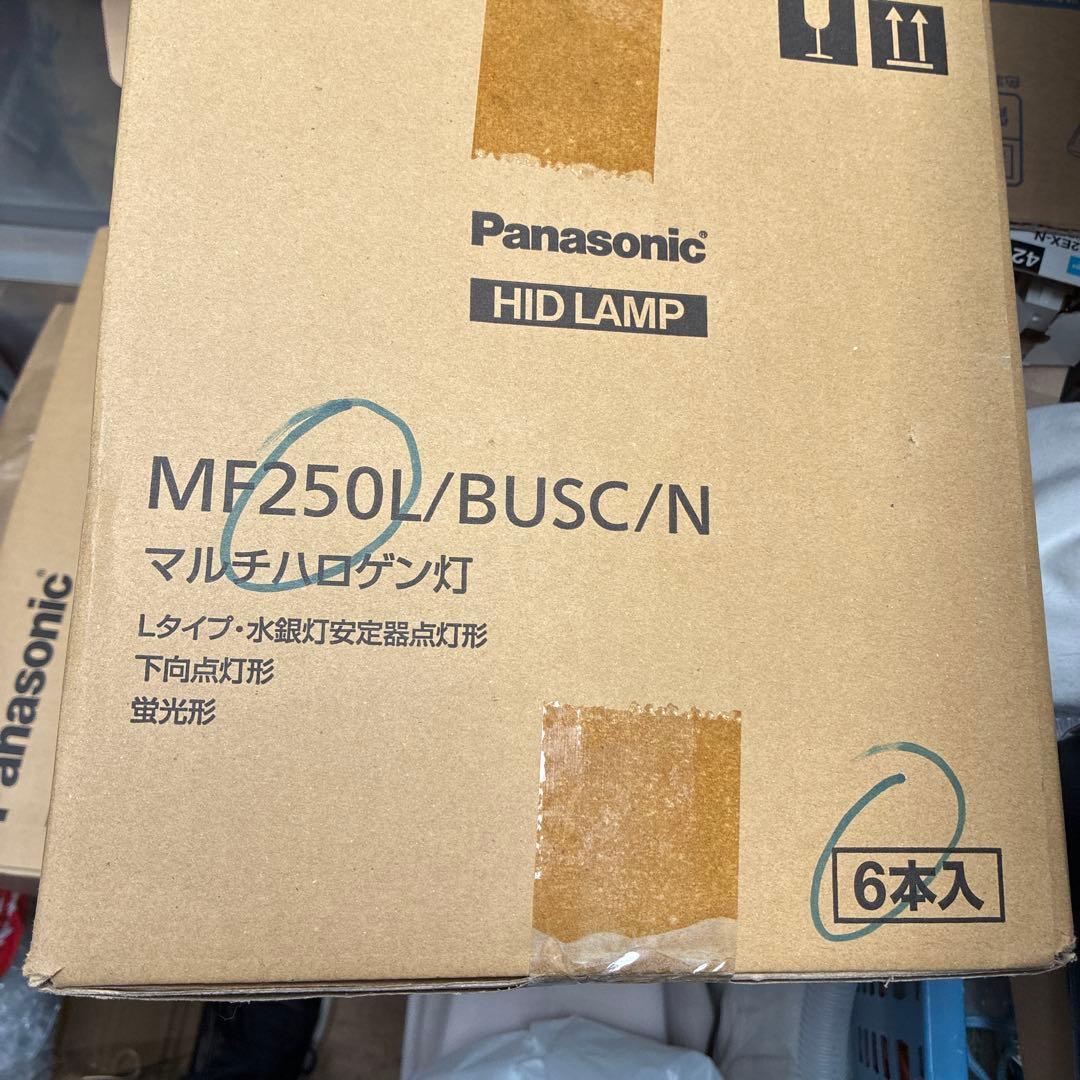 Panasonic®
HID LAMP
MF250L/BUSC/N
マルチハロゲン灯
Lタイプ・水銀灯安定器点灯形
下向点灯形
蛍光形
6本入
Panasonic
42
2EX-N